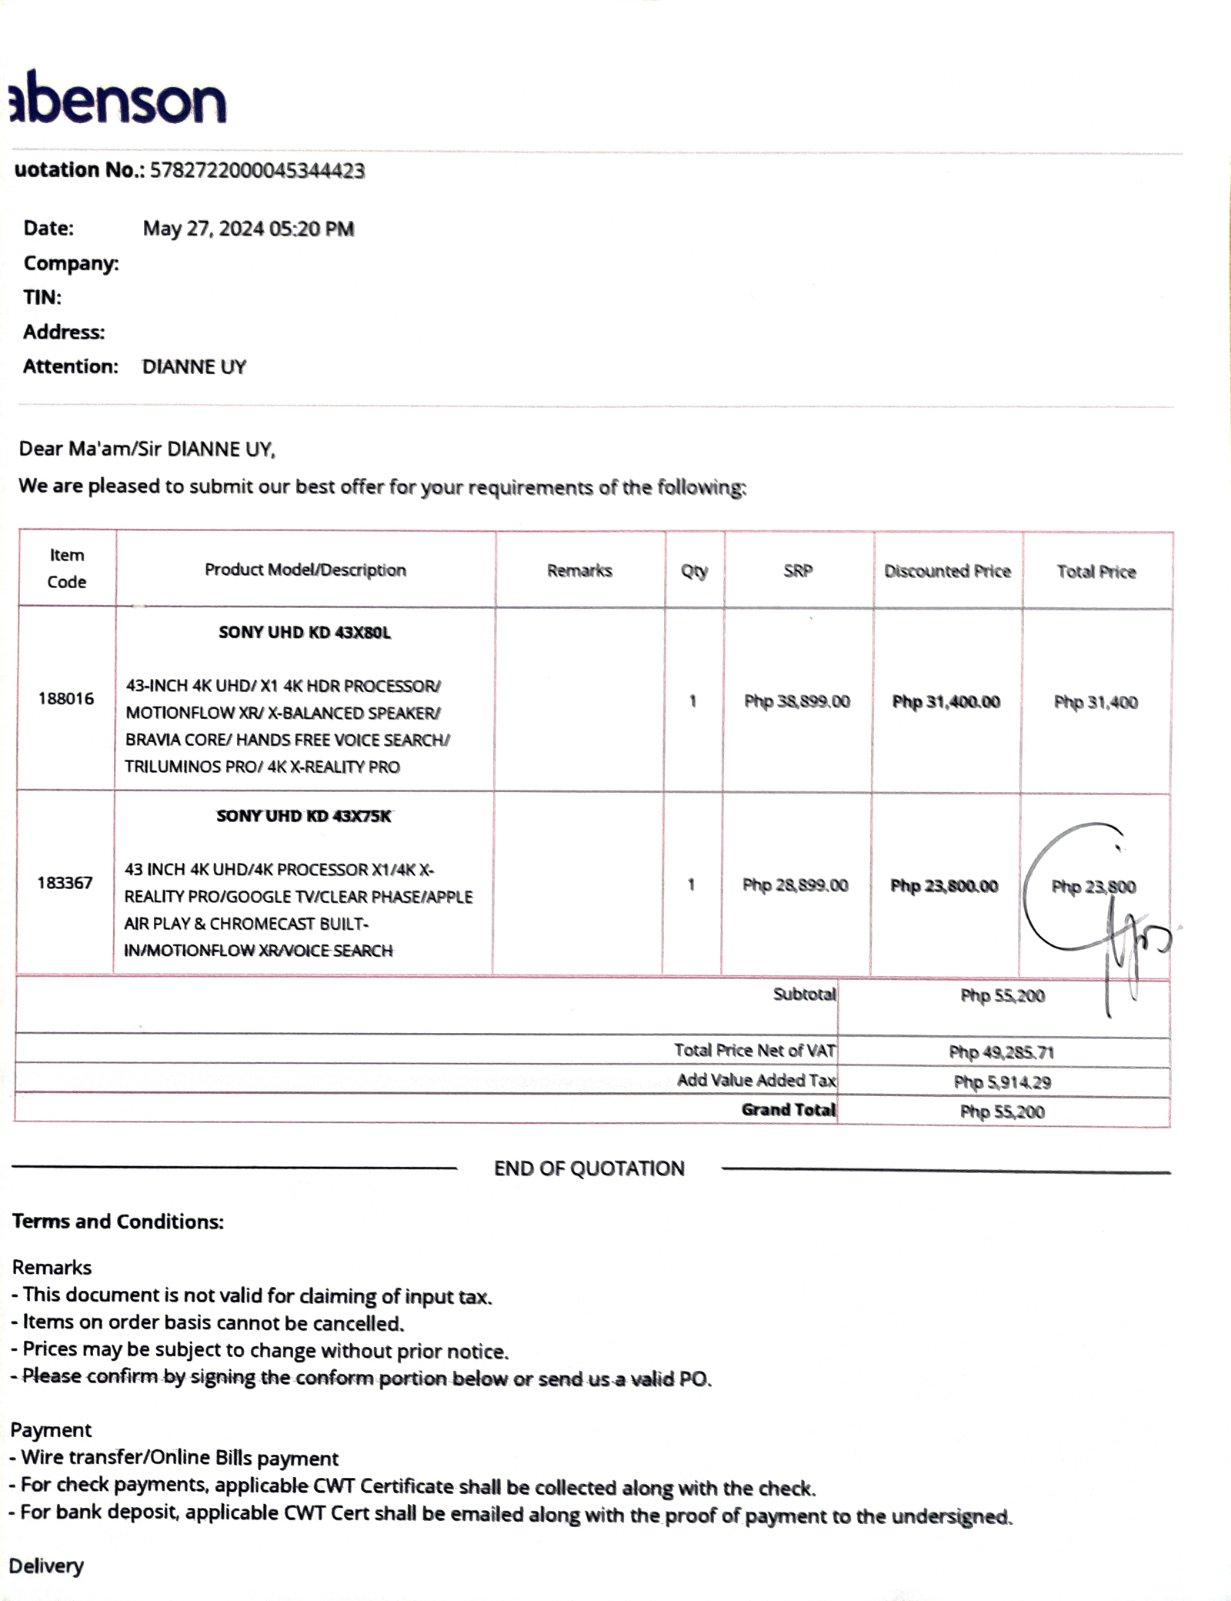 abenson
uotation No.: 5782722000045344423
Date: May 27, 2024 05:20 PM
Company:
TIN:
Address:
Attention: DIANNE UY
Dear Ma'am/Sir DIANNE UY,
We are pleased to submit our best offer for your requirements of the following:
Item Code Product Model/Description Remarks Qty SRP Discounted Price Total Price
SONY UHD KD 43X80L
188016 43-INCH 4K UHD/ X1 4K HDR PROCESSOR/ 1 Php 38,899.00 Php 31,400.00 Php 31,400
MOTIONFLOW XR/ X-BALANCED SPEAKER/
BRAVIA CORE/ HANDS FREE VOICE SEARCH/
TRILUMINOS PRO/ 4K X-REALITY PRO
SONY UHD KD 43X75K
183367 43 INCH 4K UHD/4K PROCESSOR X1/4K X- 1 Php 28,899.00 Php 23,800.00 Php 23,800
REALITY PRO/GOOGLE TV/CLEAR PHASE/APPLE
AIR PLAY & CHROMECAST BUILT-
IN/MOTIONFLOW XR/VOICE SEARCH
Subtotal Php 55,200
Total Price Net of VAT Php 49,285.71
Add Value Added Tax Php 5,914.29
Grand Total Php 55,200
END OF QUOTATION
Terms and Conditions:
Remarks
- This document is not valid for claiming of input tax.
- Items on order basis cannot be cancelled.
- Prices may be subject to change without prior notice.
- Please confirm by signing the conform portion below or send us a valid PO.
Payment
- Wire transfer/Online Bills payment
- For check payments, applicable CWT Certificate shall be collected along with the check.
- For bank deposit, applicable CWT Cert shall be emailed along with the proof of payment to the undersigned.
Delivery